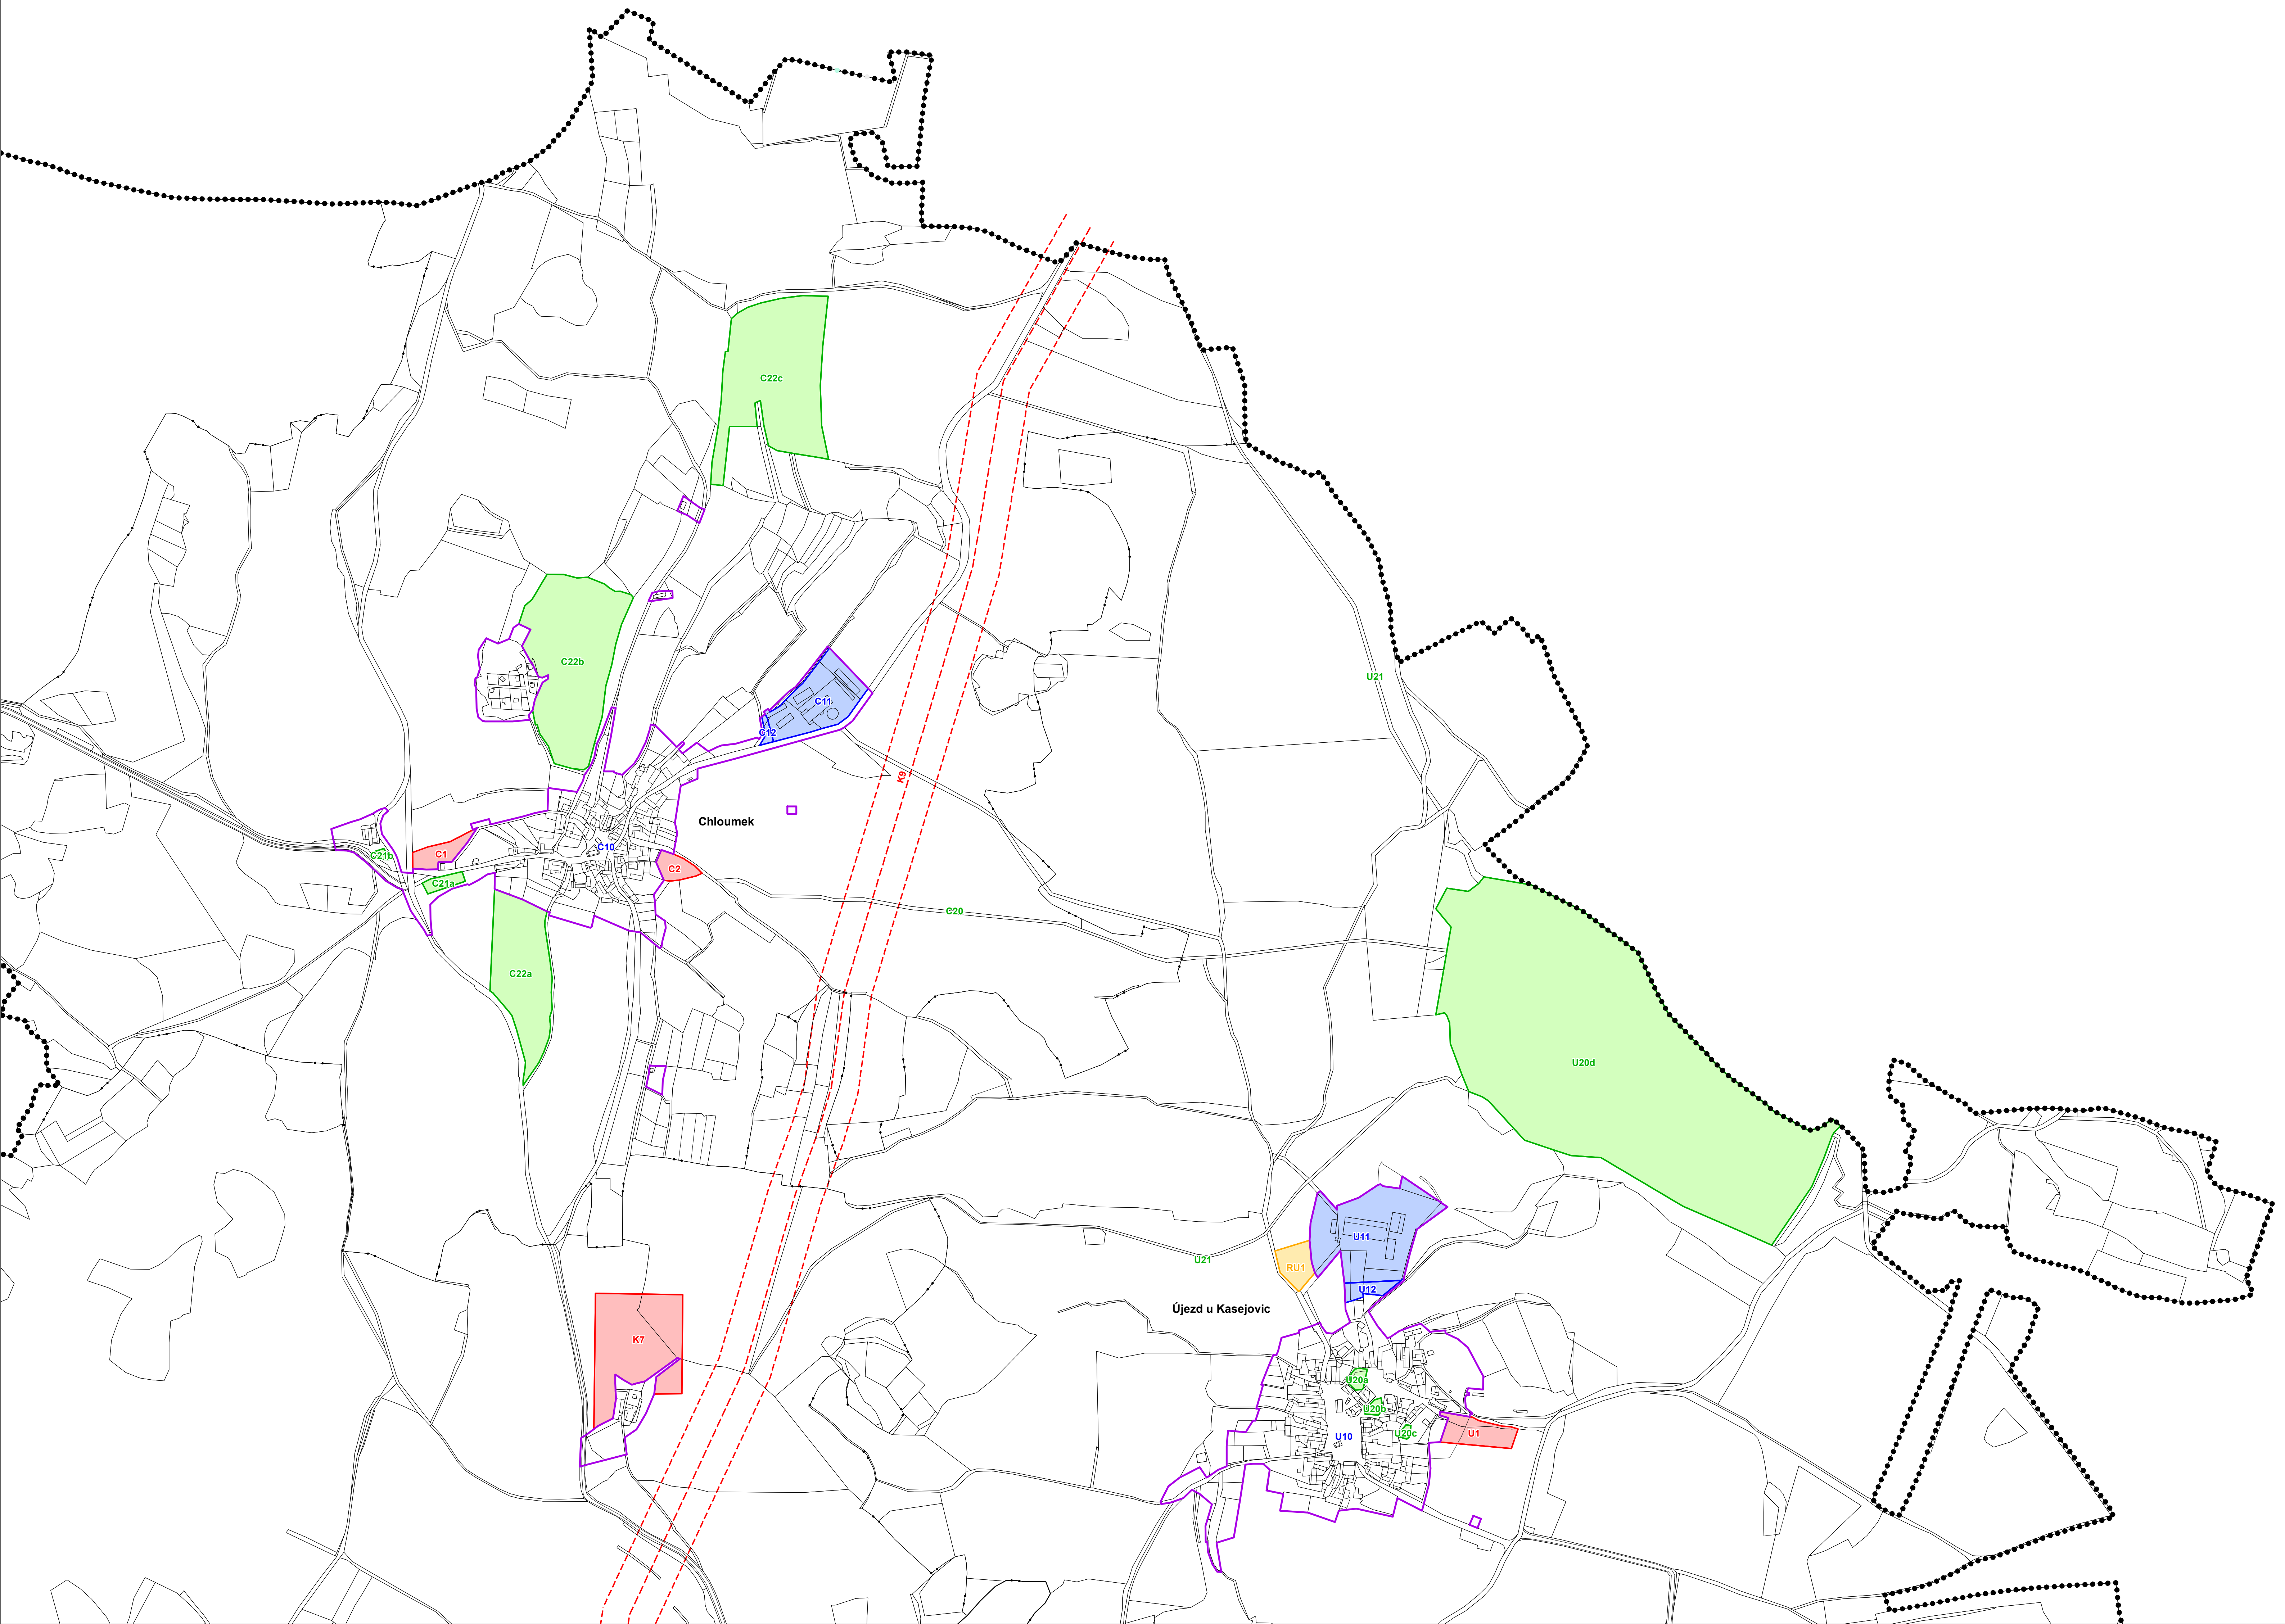 C22c
C22b
U21
C11
C12
K9
Chloumek
C10
C1
C21b
C2
C21a
C20
C22a
U20d
U11
U21
RU1
U12
Újezd u Kasejovic
K7
U20a
U20b
U20c
U10
U1